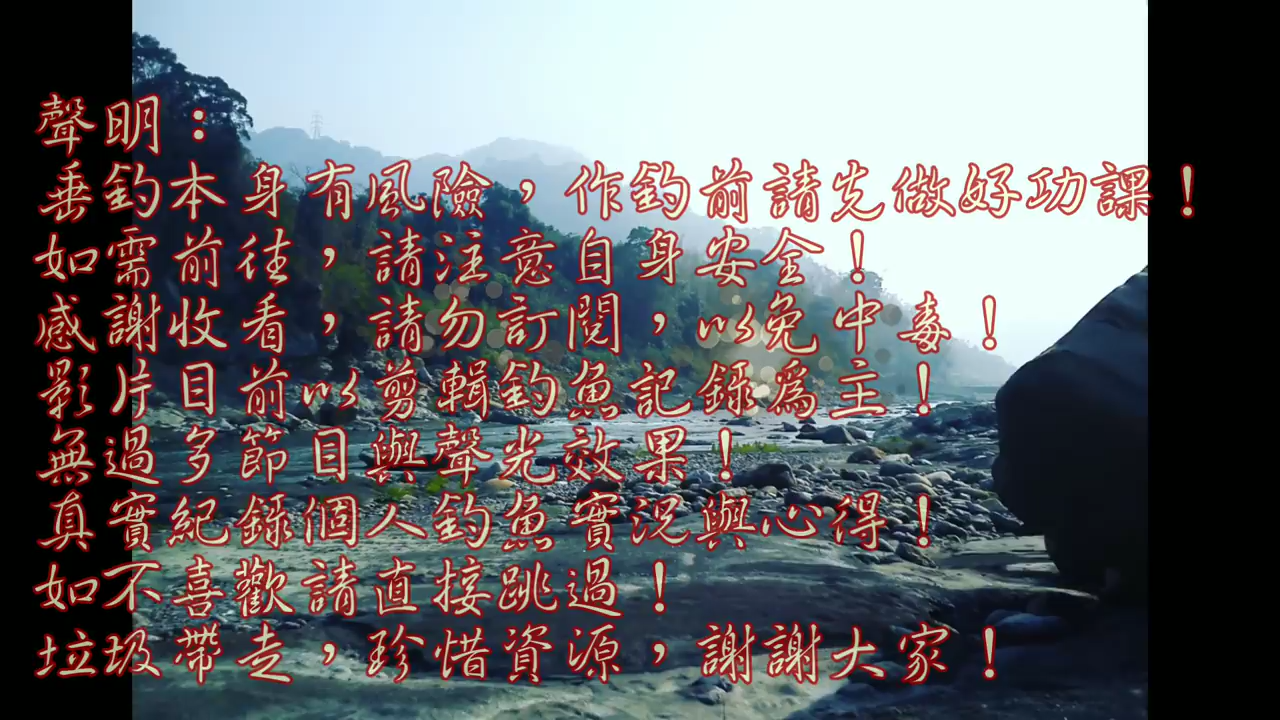 聲明：
垂釣本身有風險，作釣前請先做好功課！
如需前往，請注意自身安全！
感謝收看，請勿訂閱，以免中毒！
影片目前以剪輯釣魚記錄為主！
無過多節目與聲光效果！
真實紀錄個人釣魚實況與心得！
如不喜歡請直接跳過！
垃圾帶走，珍惜資源，謝謝大家！